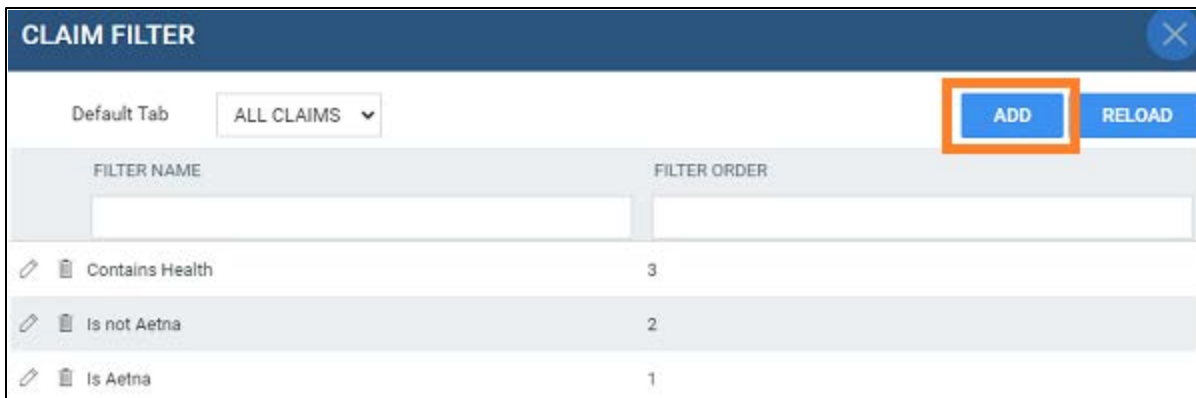 CLAIM FILTER
Default Tab ALL CLAIMS ADD RELOAD
FILTER NAME FILTER ORDER
Contains Health 3
Is not Aetna 2
Is Aetna 1